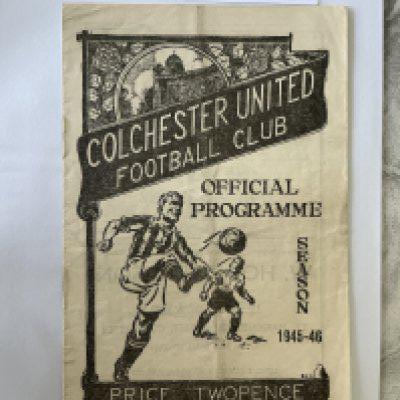 COLCHESTER UNITED
FOOTBALL CLUB
OFFICIAL
PROGRAMME
SEASON
1945-46
PRICE TWOPENCE